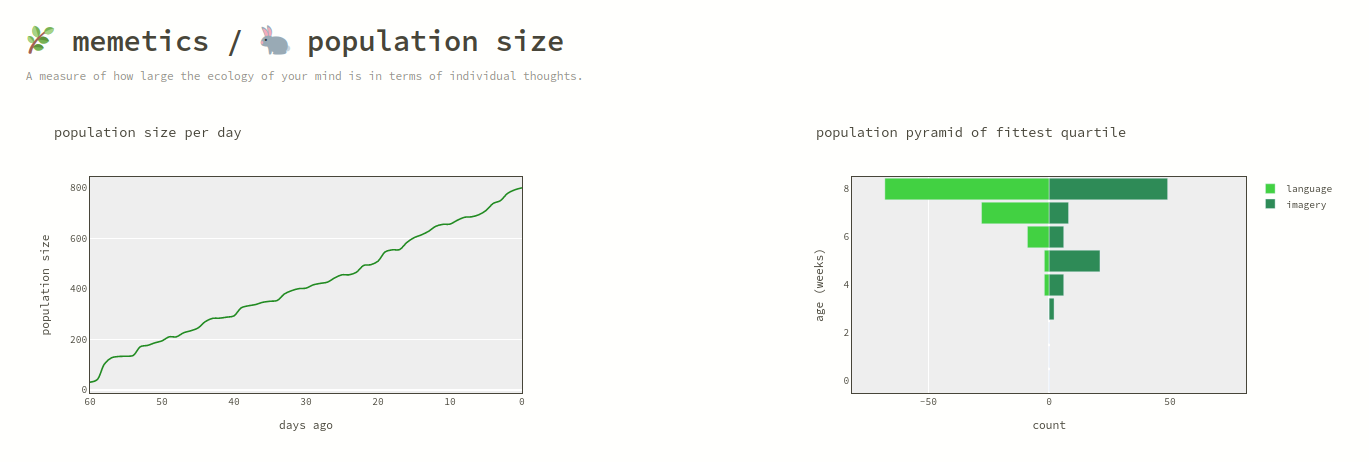 🌿 memetics / 🐇 population size
A measure of how large the ecology of your mind is in terms of individual thoughts.
population size per day
800
600
400
200
0
population size
60 50 40 30 20 10 0
days ago
population pyramid of fittest quartile
8
6
4
2
0
age (weeks)
−50 0 50
count
language
imagery